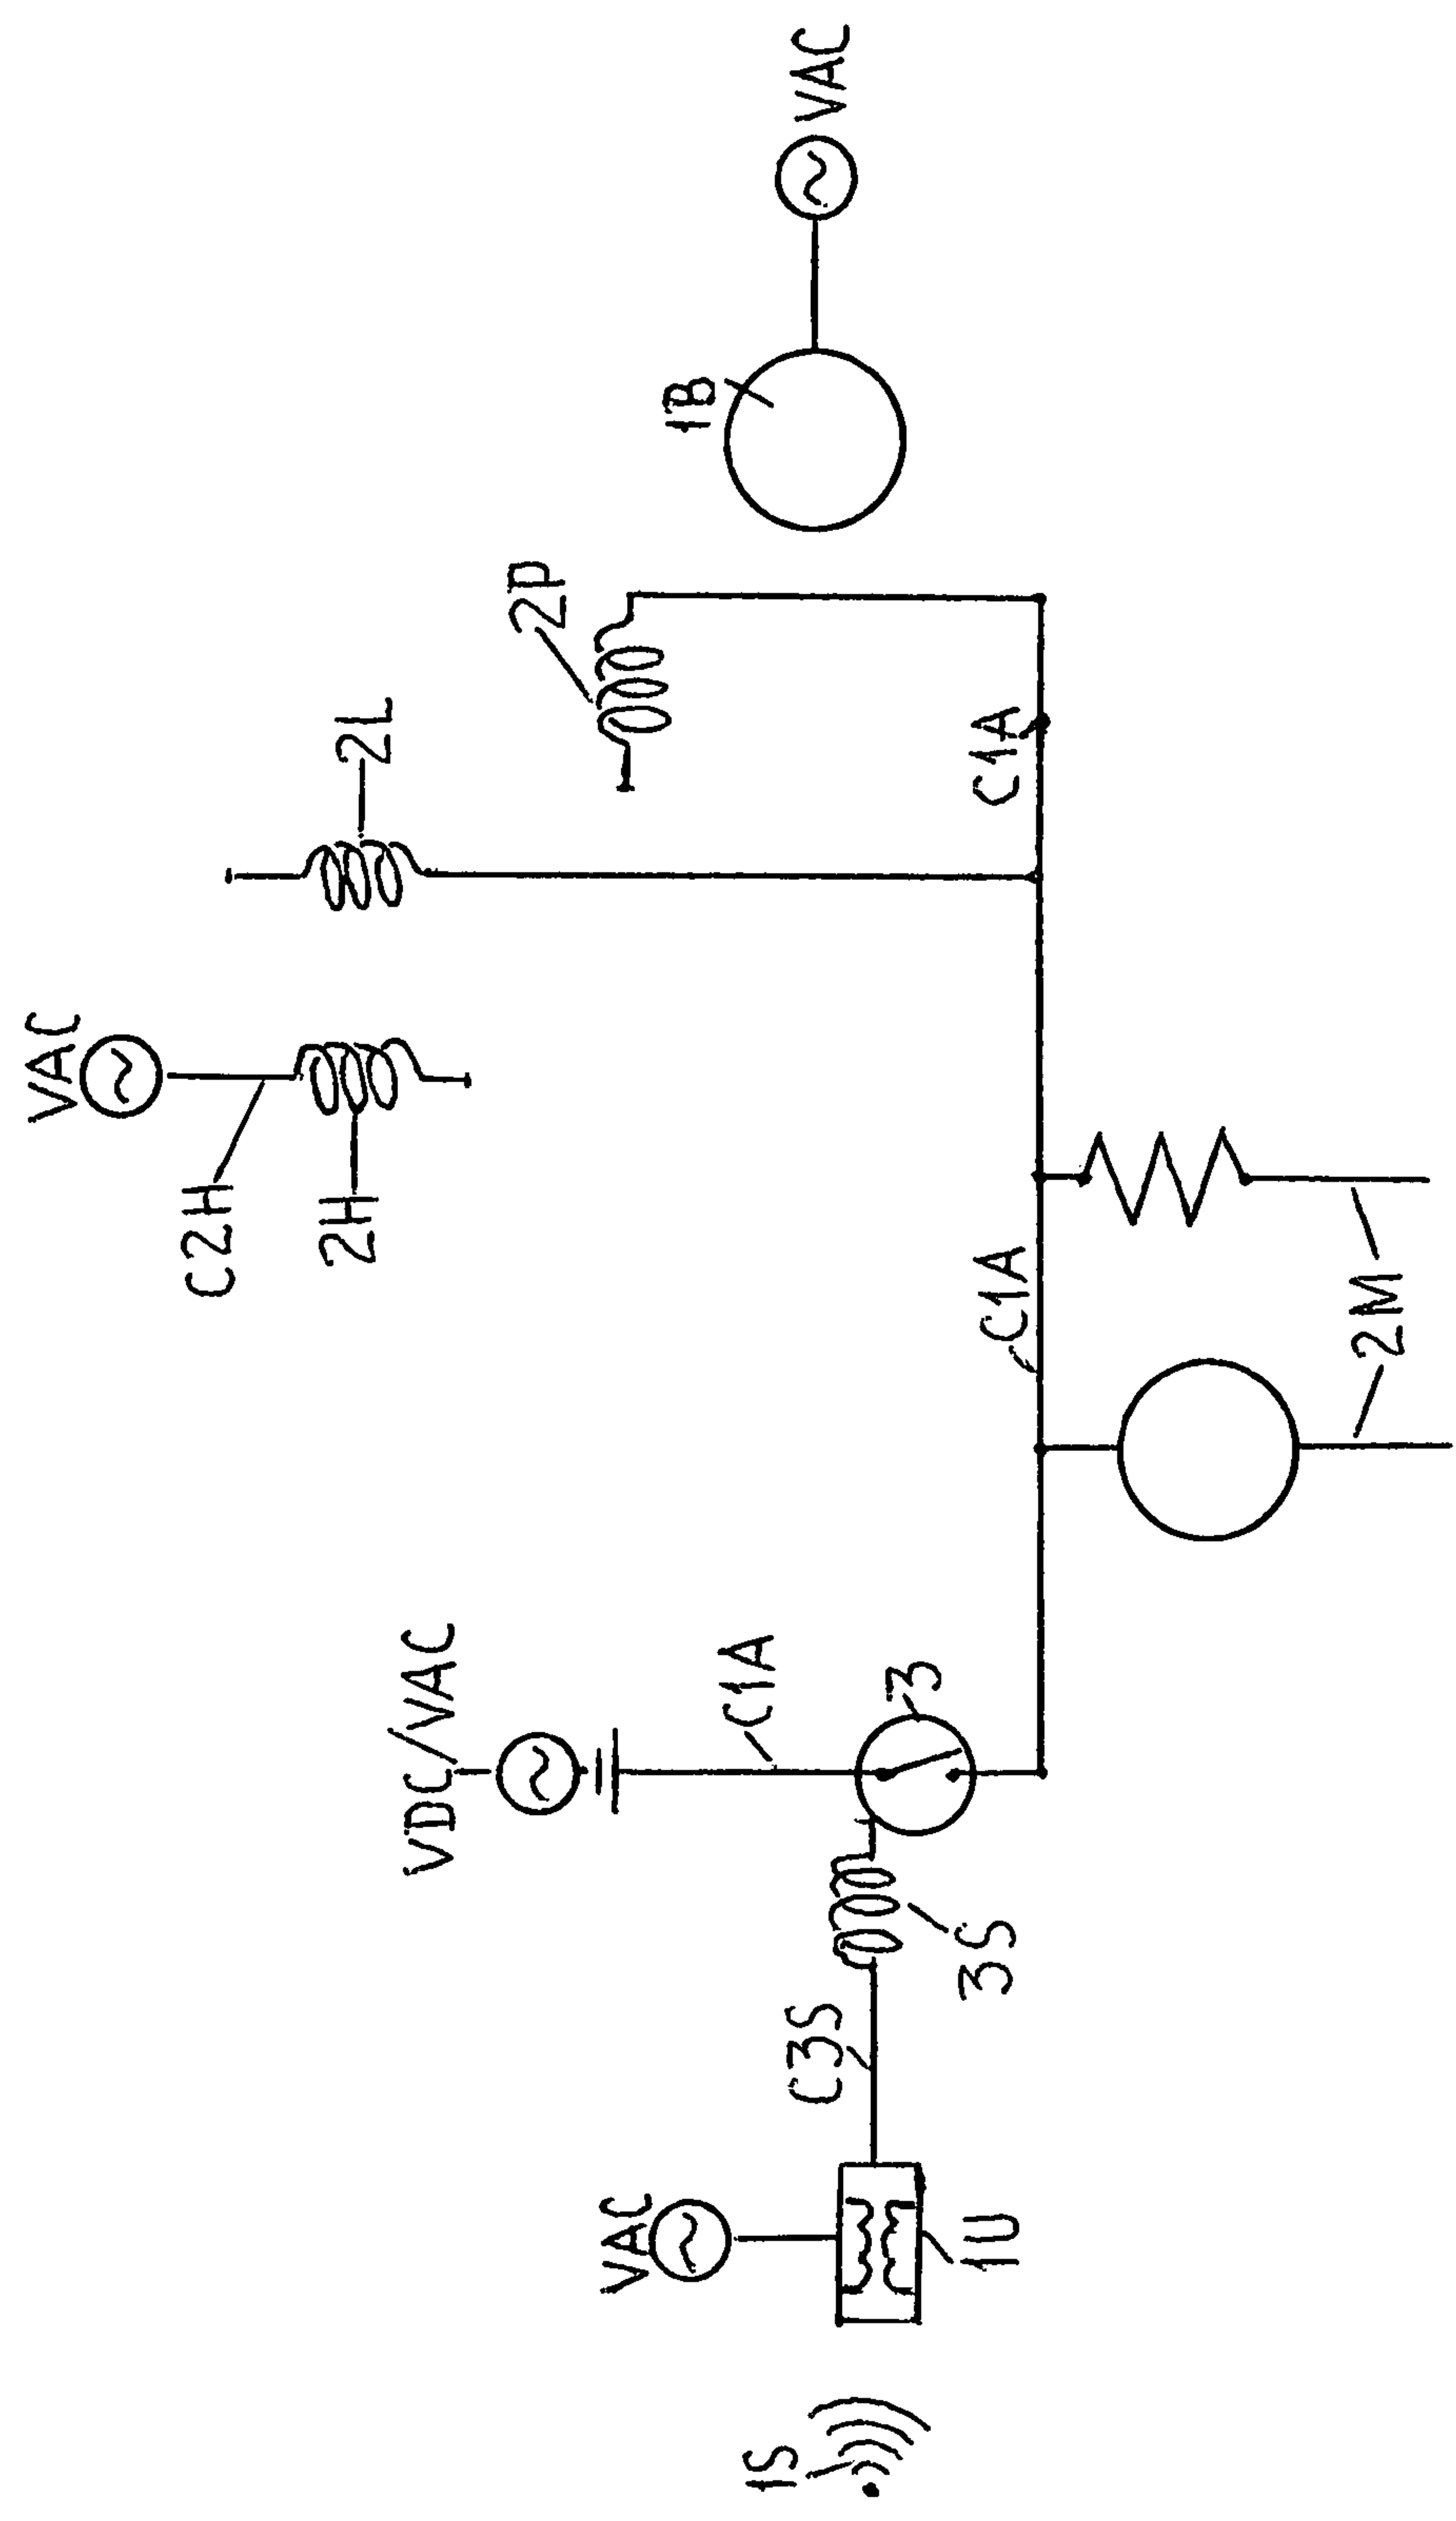 1S
VAC
1U
C3S
3S
VDC/VAC
C1A
3
VAC
C2H
2H
C1A
2M
2L
2P
C1A
1B
VAC